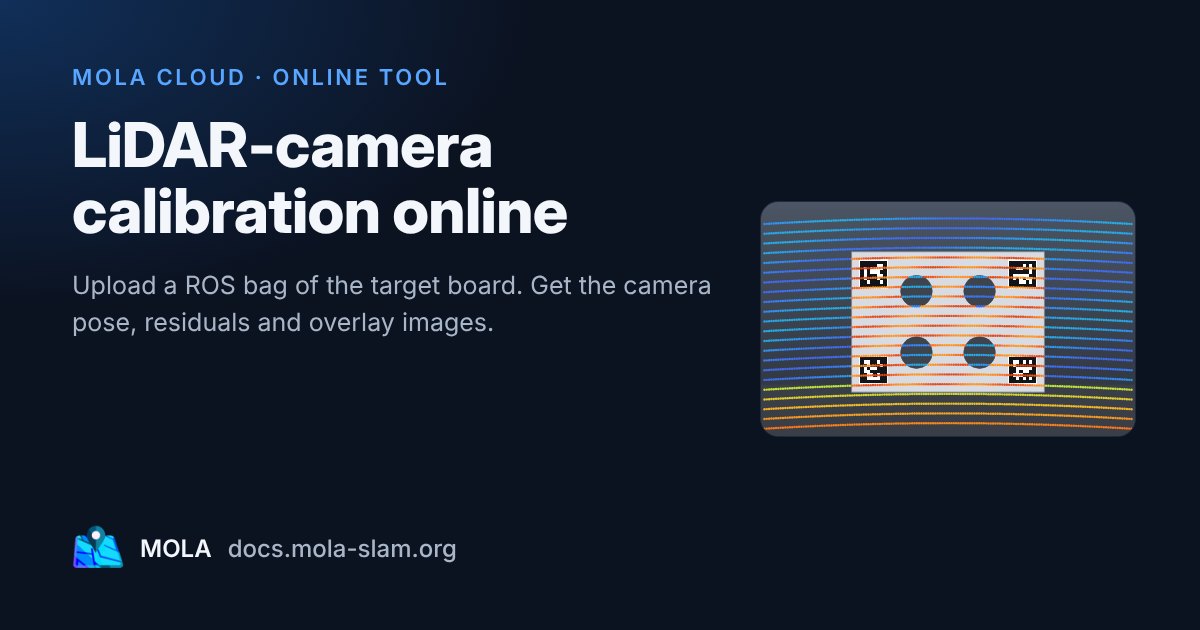 MOLA CLOUD · ONLINE TOOL
LiDAR-camera
calibration online
Upload a ROS bag of the target board. Get the camera
pose, residuals and overlay images.
MOLA docs.mola-slam.org